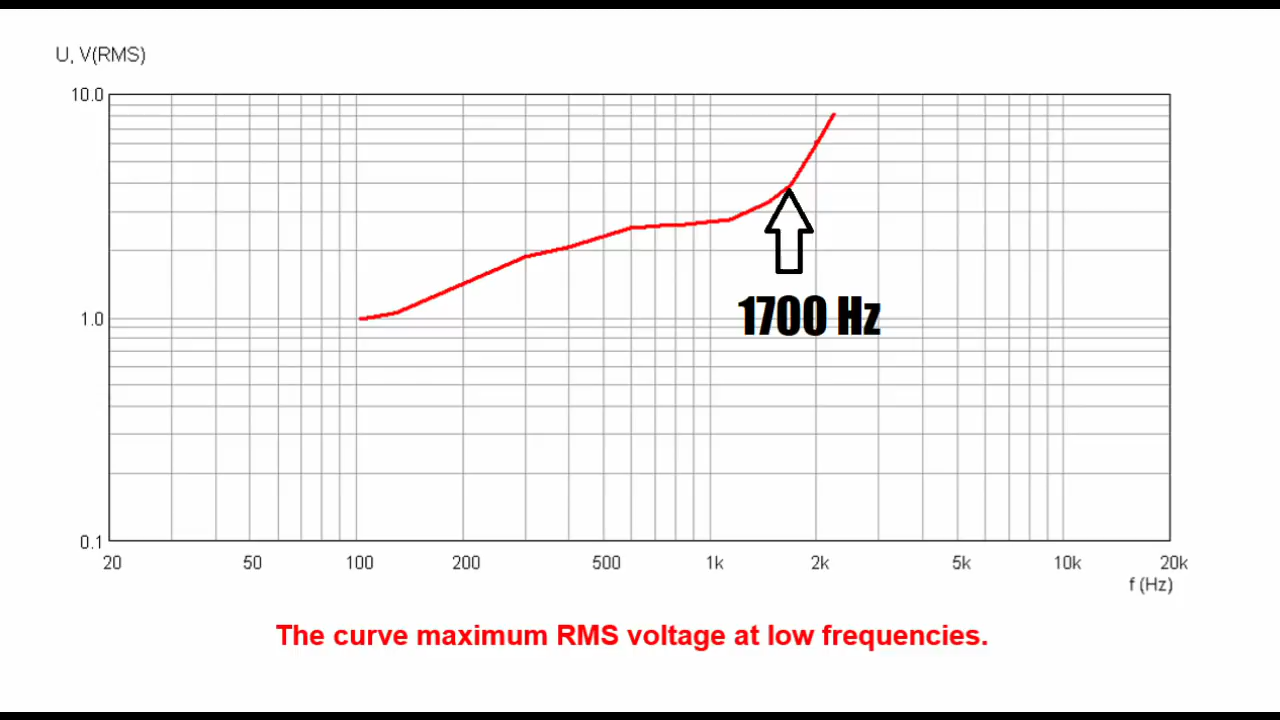 U, V(RMS)
10.0
1.0
1700 Hz
0.1
20 50 100 200 500 1k 2k 5k 10k 20k
f (Hz)
The curve maximum RMS voltage at low frequencies.